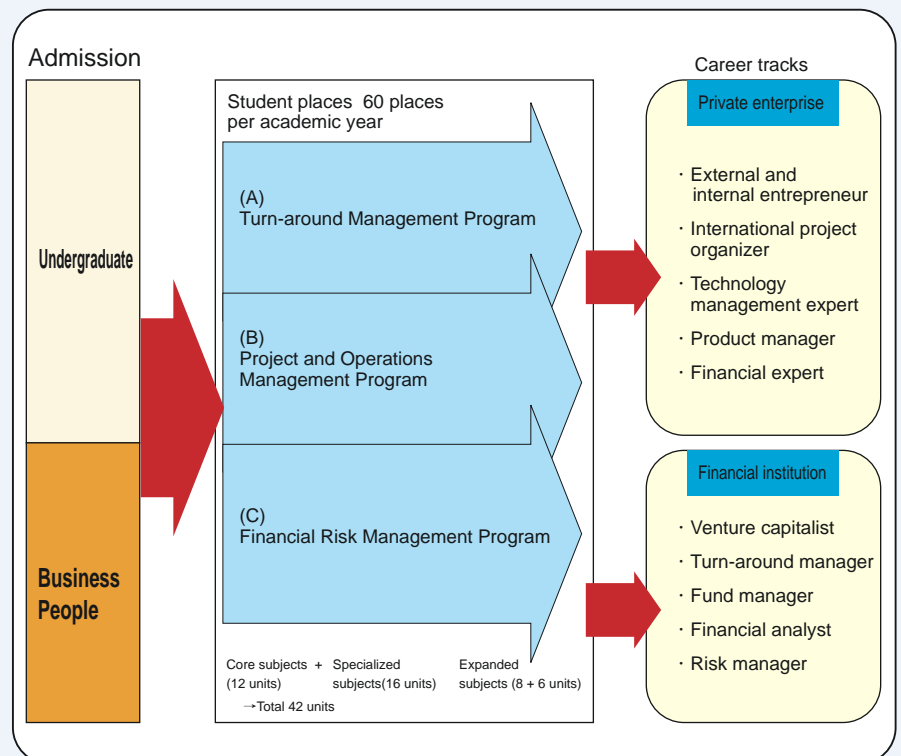 Admission
Undergraduate
Business
People
Student places 60 places
per academic year
(A)
Turn-around Management Program
(B)
Project and Operations
Management Program
(C)
Financial Risk Management Program
Core subjects + Specialized Expanded
(12 units) subjects(16 units) subjects (8 + 6 units)
→Total 42 units
Career tracks
Private enterprise
・External and
internal entrepreneur
・International project
organizer
・Technology
management expert
・Product manager
・Financial expert
Financial institution
・Venture capitalist
・Turn-around manager
・Fund manager
・Financial analyst
・Risk manager